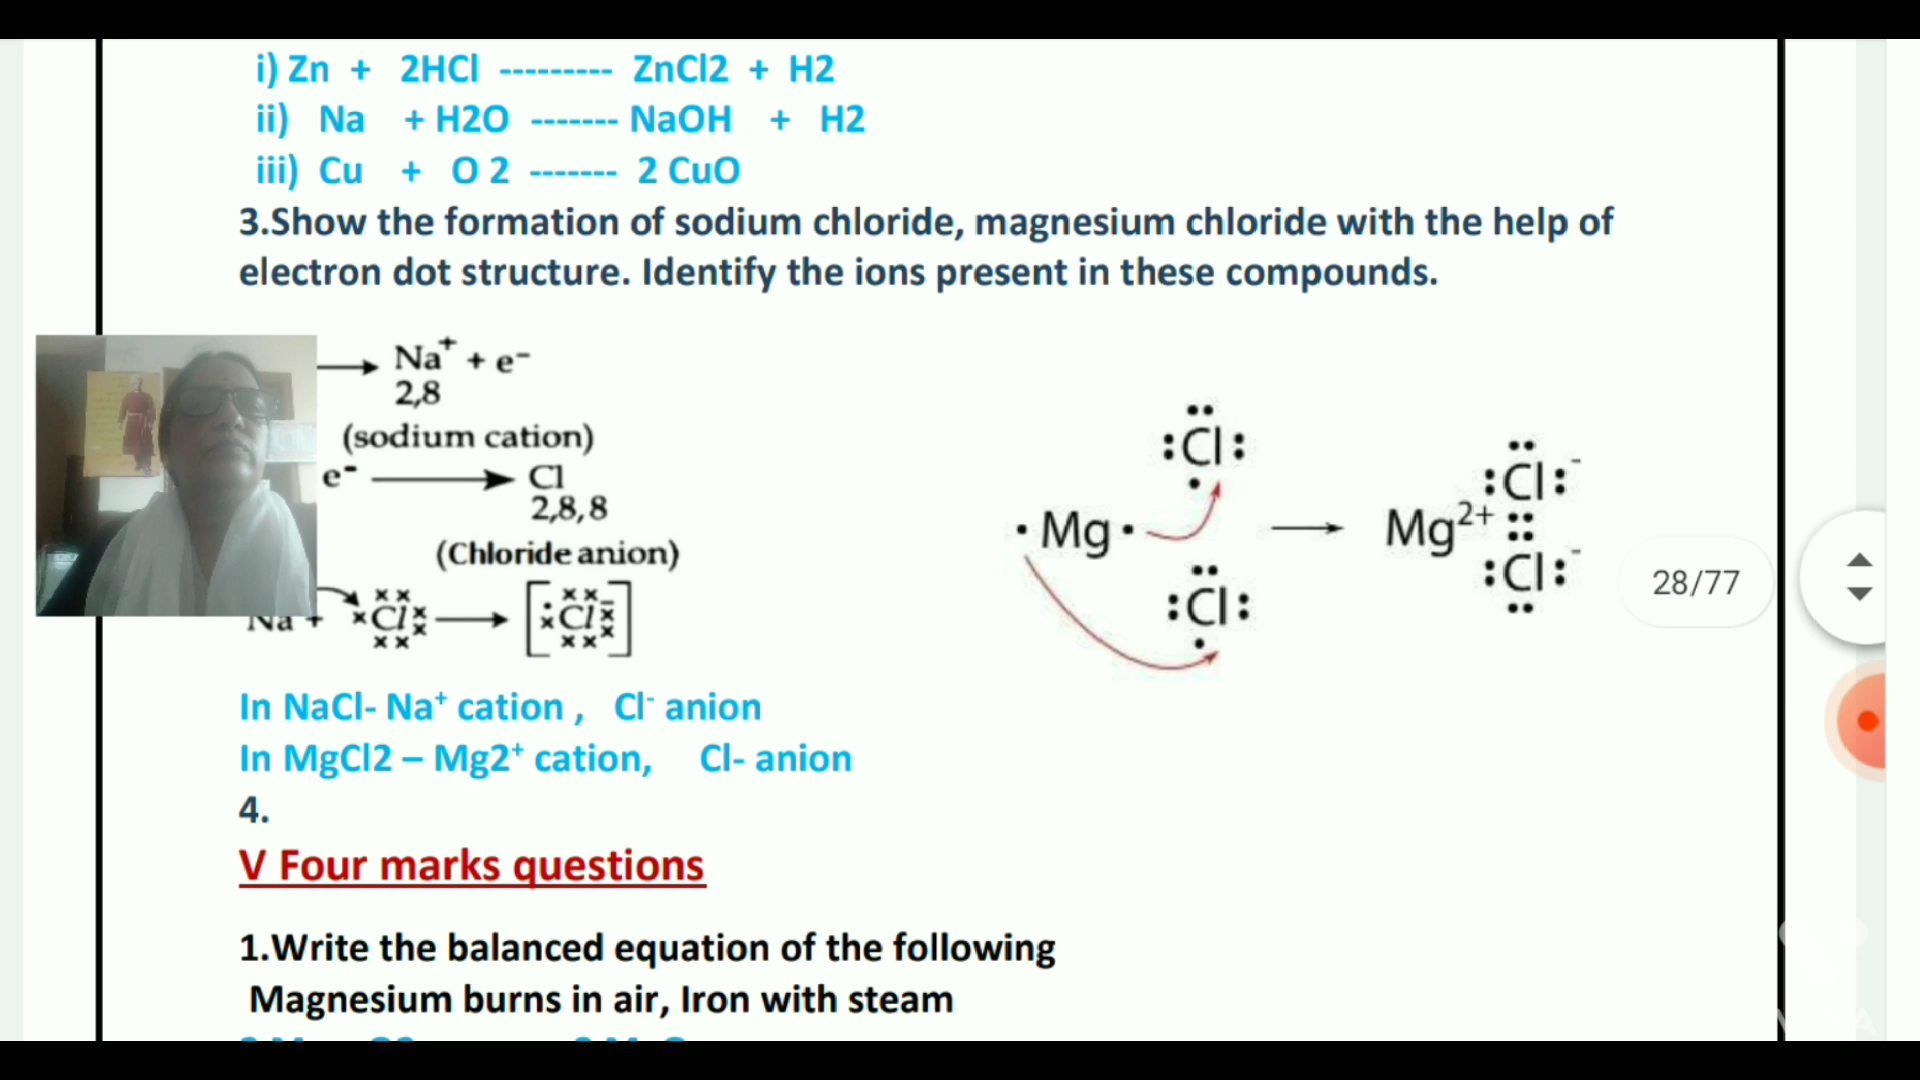 i) Zn + 2HCl --------- ZnCl2 + H2
ii) Na + H2O ------- NaOH + H2
iii) Cu + O 2 ------- 2 CuO
3.Show the formation of sodium chloride, magnesium chloride with the help of
electron dot structure. Identify the ions present in these compounds.
→ Na⁺ + e⁻
2,8
(sodium cation)
e⁻ → Cl
2,8,8
(Chloride anion)
Na + Cl → [Cl]
:Cl:
·Mg· → Mg²⁺ :Cl:⁻
:Cl: :Cl:⁻
28/77
In NaCl- Na⁺ cation , Cl⁻ anion
In MgCl2 – Mg2⁺ cation, Cl- anion
4.
V Four marks questions
1.Write the balanced equation of the following
Magnesium burns in air, Iron with steam